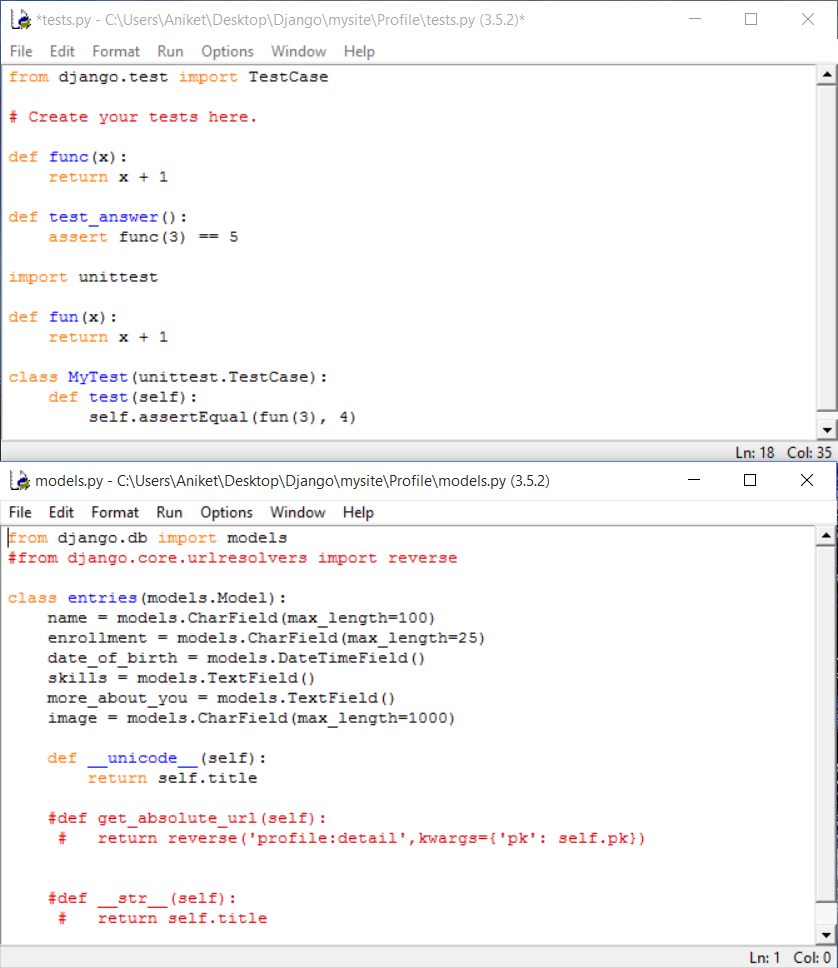 *tests.py - C:\Users\Aniket\Desktop\Django\mysite\Profile\tests.py (3.5.2)*
File Edit Format Run Options Window Help
from django.test import TestCase
# Create your tests here.
def func(x):
    return x + 1
def test_answer():
    assert func(3) == 5
import unittest
def fun(x):
    return x + 1
class MyTest(unittest.TestCase):
    def test(self):
        self.assertEqual(fun(3), 4)
Ln: 18 Col: 35
models.py - C:\Users\Aniket\Desktop\Django\mysite\Profile\models.py (3.5.2)
File Edit Format Run Options Window Help
from django.db import models
#from django.core.urlresolvers import reverse
class entries(models.Model):
    name = models.CharField(max_length=100)
    enrollment = models.CharField(max_length=25)
    date_of_birth = models.DateTimeField()
    skills = models.TextField()
    more_about_you = models.TextField()
    image = models.CharField(max_length=1000)
    def __unicode__(self):
        return self.title
    #def get_absolute_url(self):
     #   return reverse('profile:detail',kwargs={'pk': self.pk})
    #def __str__(self):
     #   return self.title
Ln: 1 Col: 0